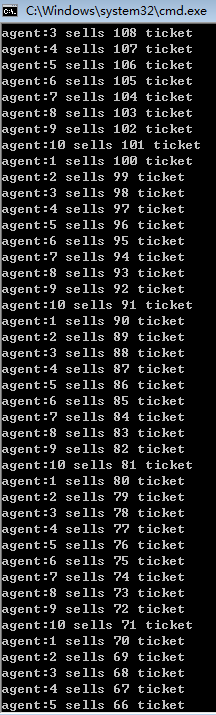 C:\Windows\system32\cmd.exe
agent:3 sells 108 ticket
agent:4 sells 107 ticket
agent:5 sells 106 ticket
agent:6 sells 105 ticket
agent:7 sells 104 ticket
agent:8 sells 103 ticket
agent:9 sells 102 ticket
agent:10 sells 101 ticket
agent:1 sells 100 ticket
agent:2 sells 99 ticket
agent:3 sells 98 ticket
agent:4 sells 97 ticket
agent:5 sells 96 ticket
agent:6 sells 95 ticket
agent:7 sells 94 ticket
agent:8 sells 93 ticket
agent:9 sells 92 ticket
agent:10 sells 91 ticket
agent:1 sells 90 ticket
agent:2 sells 89 ticket
agent:3 sells 88 ticket
agent:4 sells 87 ticket
agent:5 sells 86 ticket
agent:6 sells 85 ticket
agent:7 sells 84 ticket
agent:8 sells 83 ticket
agent:9 sells 82 ticket
agent:10 sells 81 ticket
agent:1 sells 80 ticket
agent:2 sells 79 ticket
agent:3 sells 78 ticket
agent:4 sells 77 ticket
agent:5 sells 76 ticket
agent:6 sells 75 ticket
agent:7 sells 74 ticket
agent:8 sells 73 ticket
agent:9 sells 72 ticket
agent:10 sells 71 ticket
agent:1 sells 70 ticket
agent:2 sells 69 ticket
agent:3 sells 68 ticket
agent:4 sells 67 ticket
agent:5 sells 66 ticket